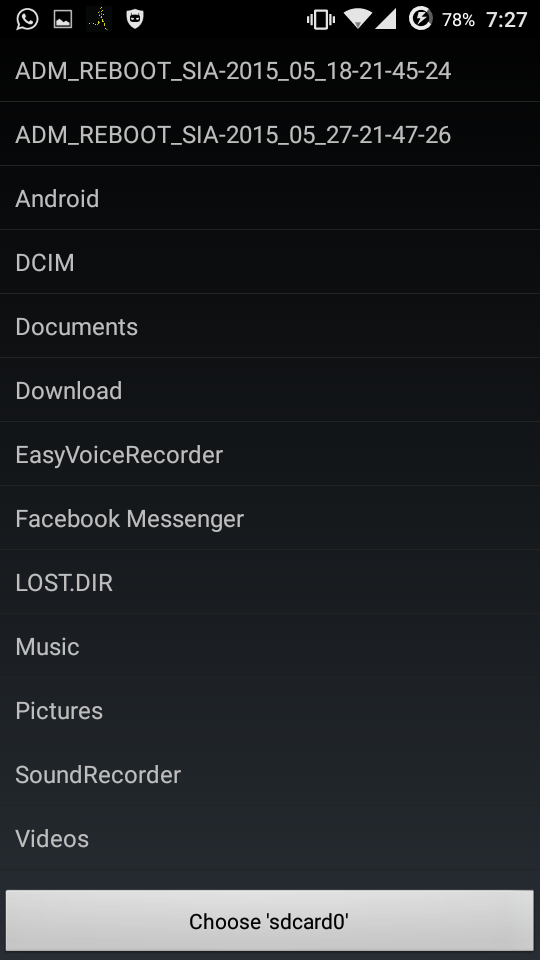 78% 7:27
ADM_REBOOT_SIA-2015_05_18-21-45-24
ADM_REBOOT_SIA-2015_05_27-21-47-26
Android
DCIM
Documents
Download
EasyVoiceRecorder
Facebook Messenger
LOST.DIR
Music
Pictures
SoundRecorder
Videos
Choose 'sdcard0'